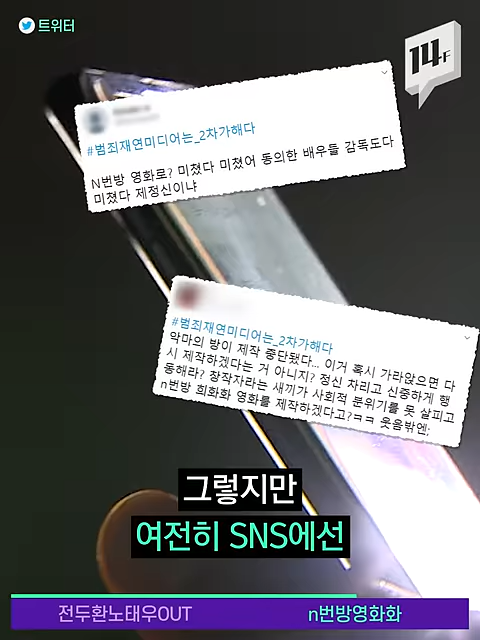 트위터
14F
#범죄재연미디어는_2차가해다
N번방 영화로? 미쳤다 미쳤어 동의한 배우들 감독도다
미쳤다 제정신이냐
#범죄재연미디어는_2차가해다
악마의 방이 제작 중단됐다... 이거 혹시 가라앉으면 다
시 제작하겠다는 거 아니지? 정신 차리고 신중하게 행
동해라? 창작자라는 새끼가 사회적 분위기를 못 살피고
n번방 희화화 영화를 제작하겠다고?ㅋㅋ 웃음밖엔;
그렇지만
여전히 SNS에선
전두환노태우OUT
n번방영화화